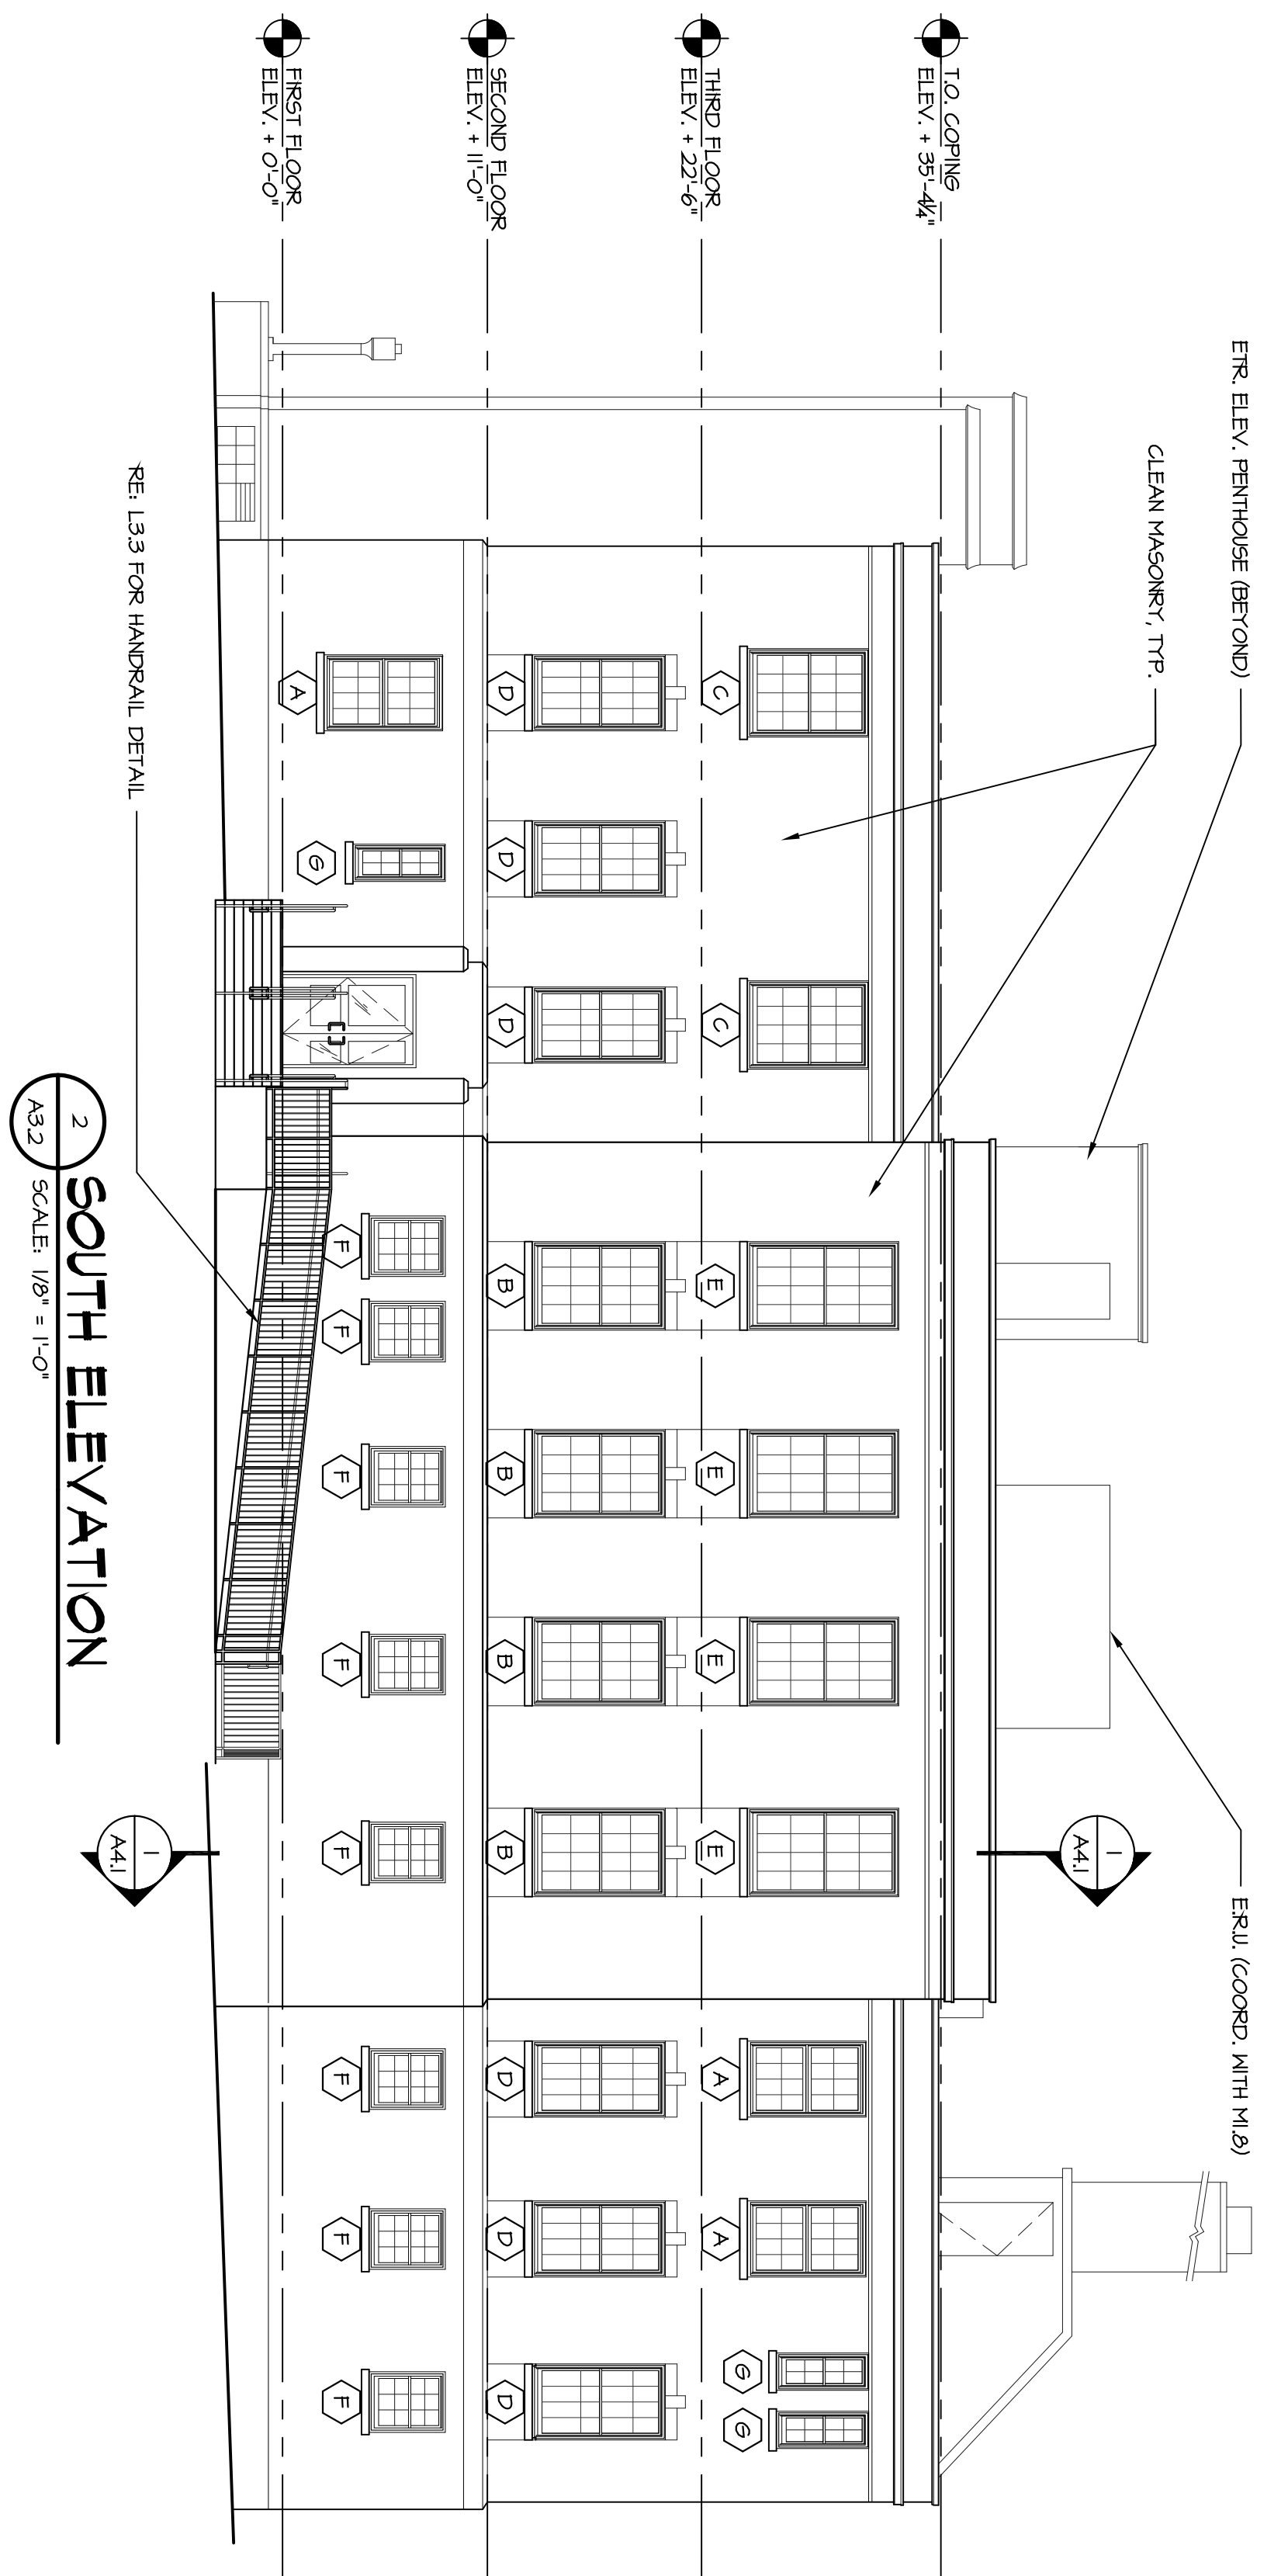 ETR. ELEV. PENTHOUSE (BEYOND)
E.R.U. (COORD. WITH M1.8)
CLEAN MASONRY, TYP.
1
A4.1
T.O. COPING
ELEV. + 35'-4¼"
THIRD FLOOR
ELEV. + 22'-6"
C C E E E E A A G G
SECOND FLOOR
ELEV. + 11'-0"
D D D B B B B D D D
FIRST FLOOR
ELEV. + 0'-0"
A G F F F F F F F F
RE: L3.3 FOR HANDRAIL DETAIL
1
A4.1
2
A3.2
SOUTH ELEVATION
SCALE: 1/8" = 1'-0"